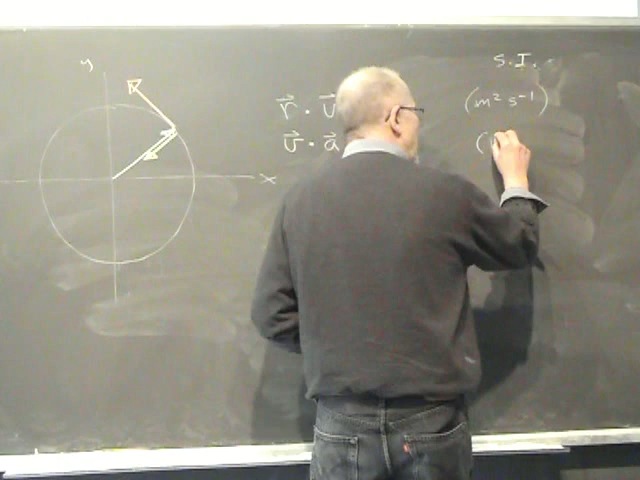 y
S.I.
r⃗ · v⃗ (m² s⁻¹)
v⃗ · a⃗ (
x